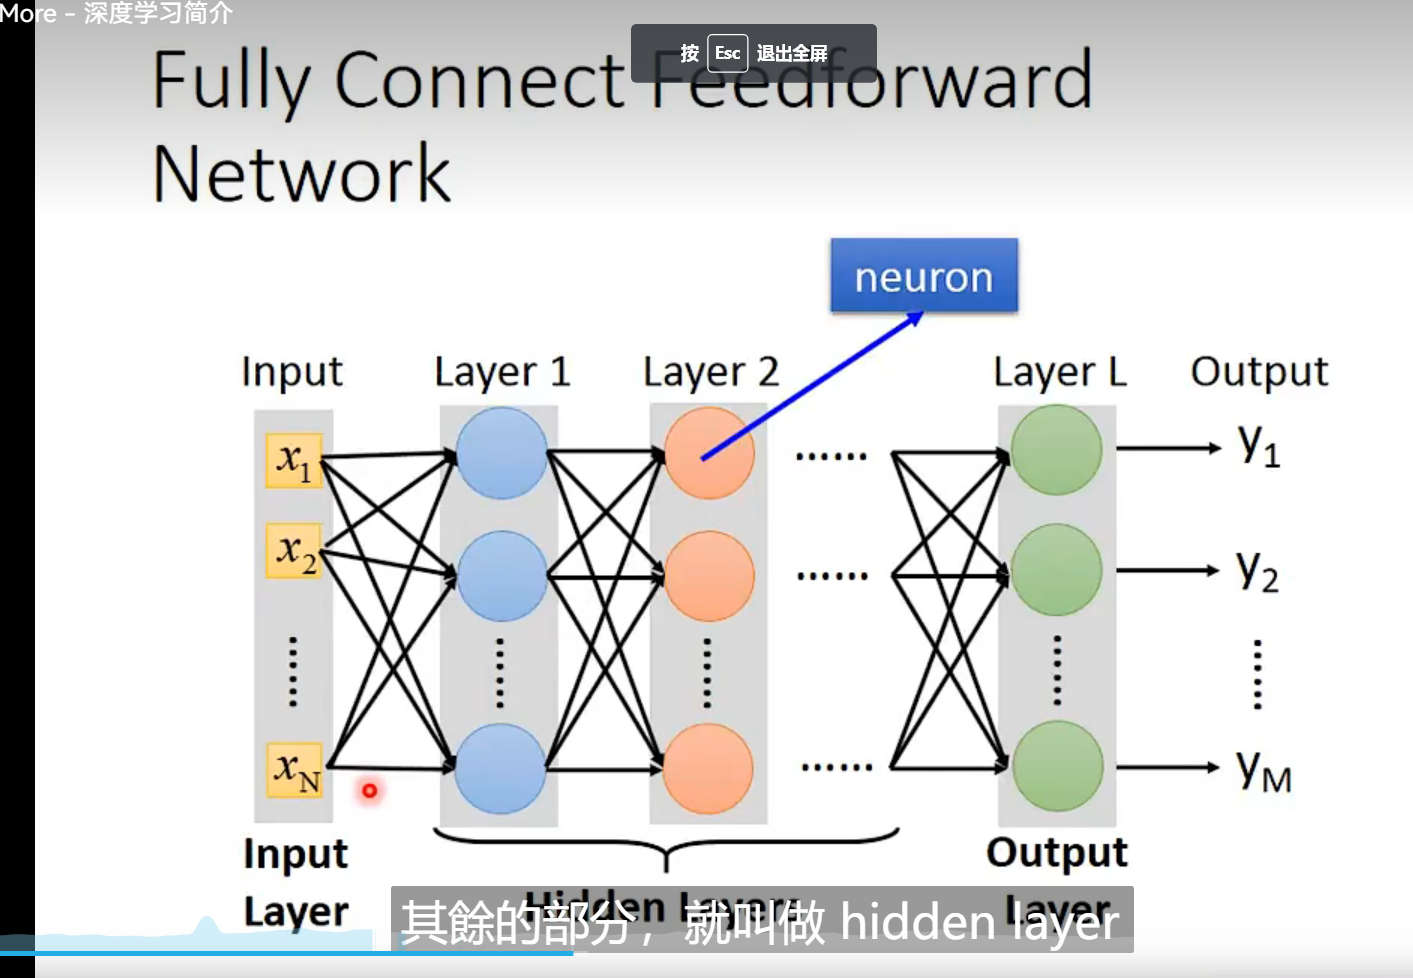 More – 深度学习简介
按 Esc 退出全屏
Fully Connect Feedforward
Network
neuron
Input Layer 1 Layer 2 Layer L Output
x1 ...... y1
x2 ...... y2
...... ...... ...... ...... ......
xN ...... yM
Input Output
Layer Hidden Layers Layer
其餘的部分，就叫做 hidden layer